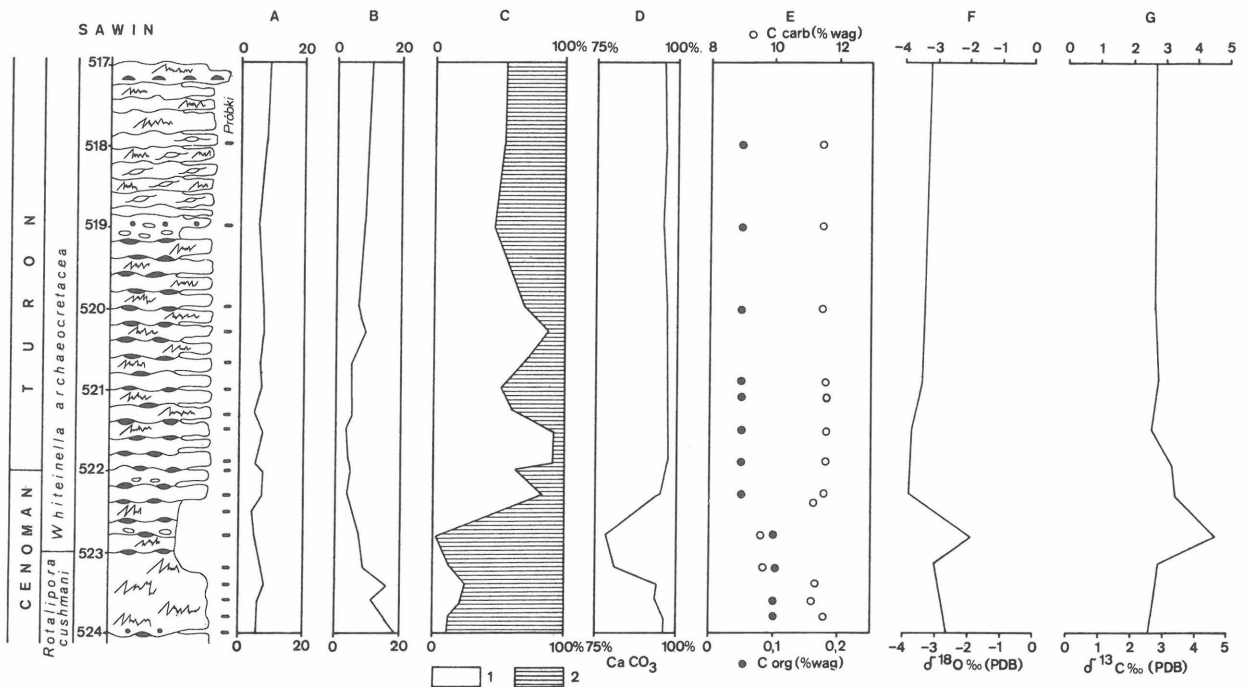 SAWIN
A B C D E F G
C carb (% wag)
0 20 0 20 0 100% 75% 100% 8 10 12 -4 -3 -2 -1 0 0 1 2 3 4 5
517
518
519
520
521
522
523
524
TURON
CENOMAN
Whiteinella archaeocretacea
Rotalipora cushmani
Próbki
0 20 0 20 0 100% 75% 100% 0,1 0,2 -4 -3 -2 -1 0 0 1 2 3 4 5
1 2
Ca CO3
C org (% wag)
δ18O ‰ (PDB)
δ13C ‰ (PDB)